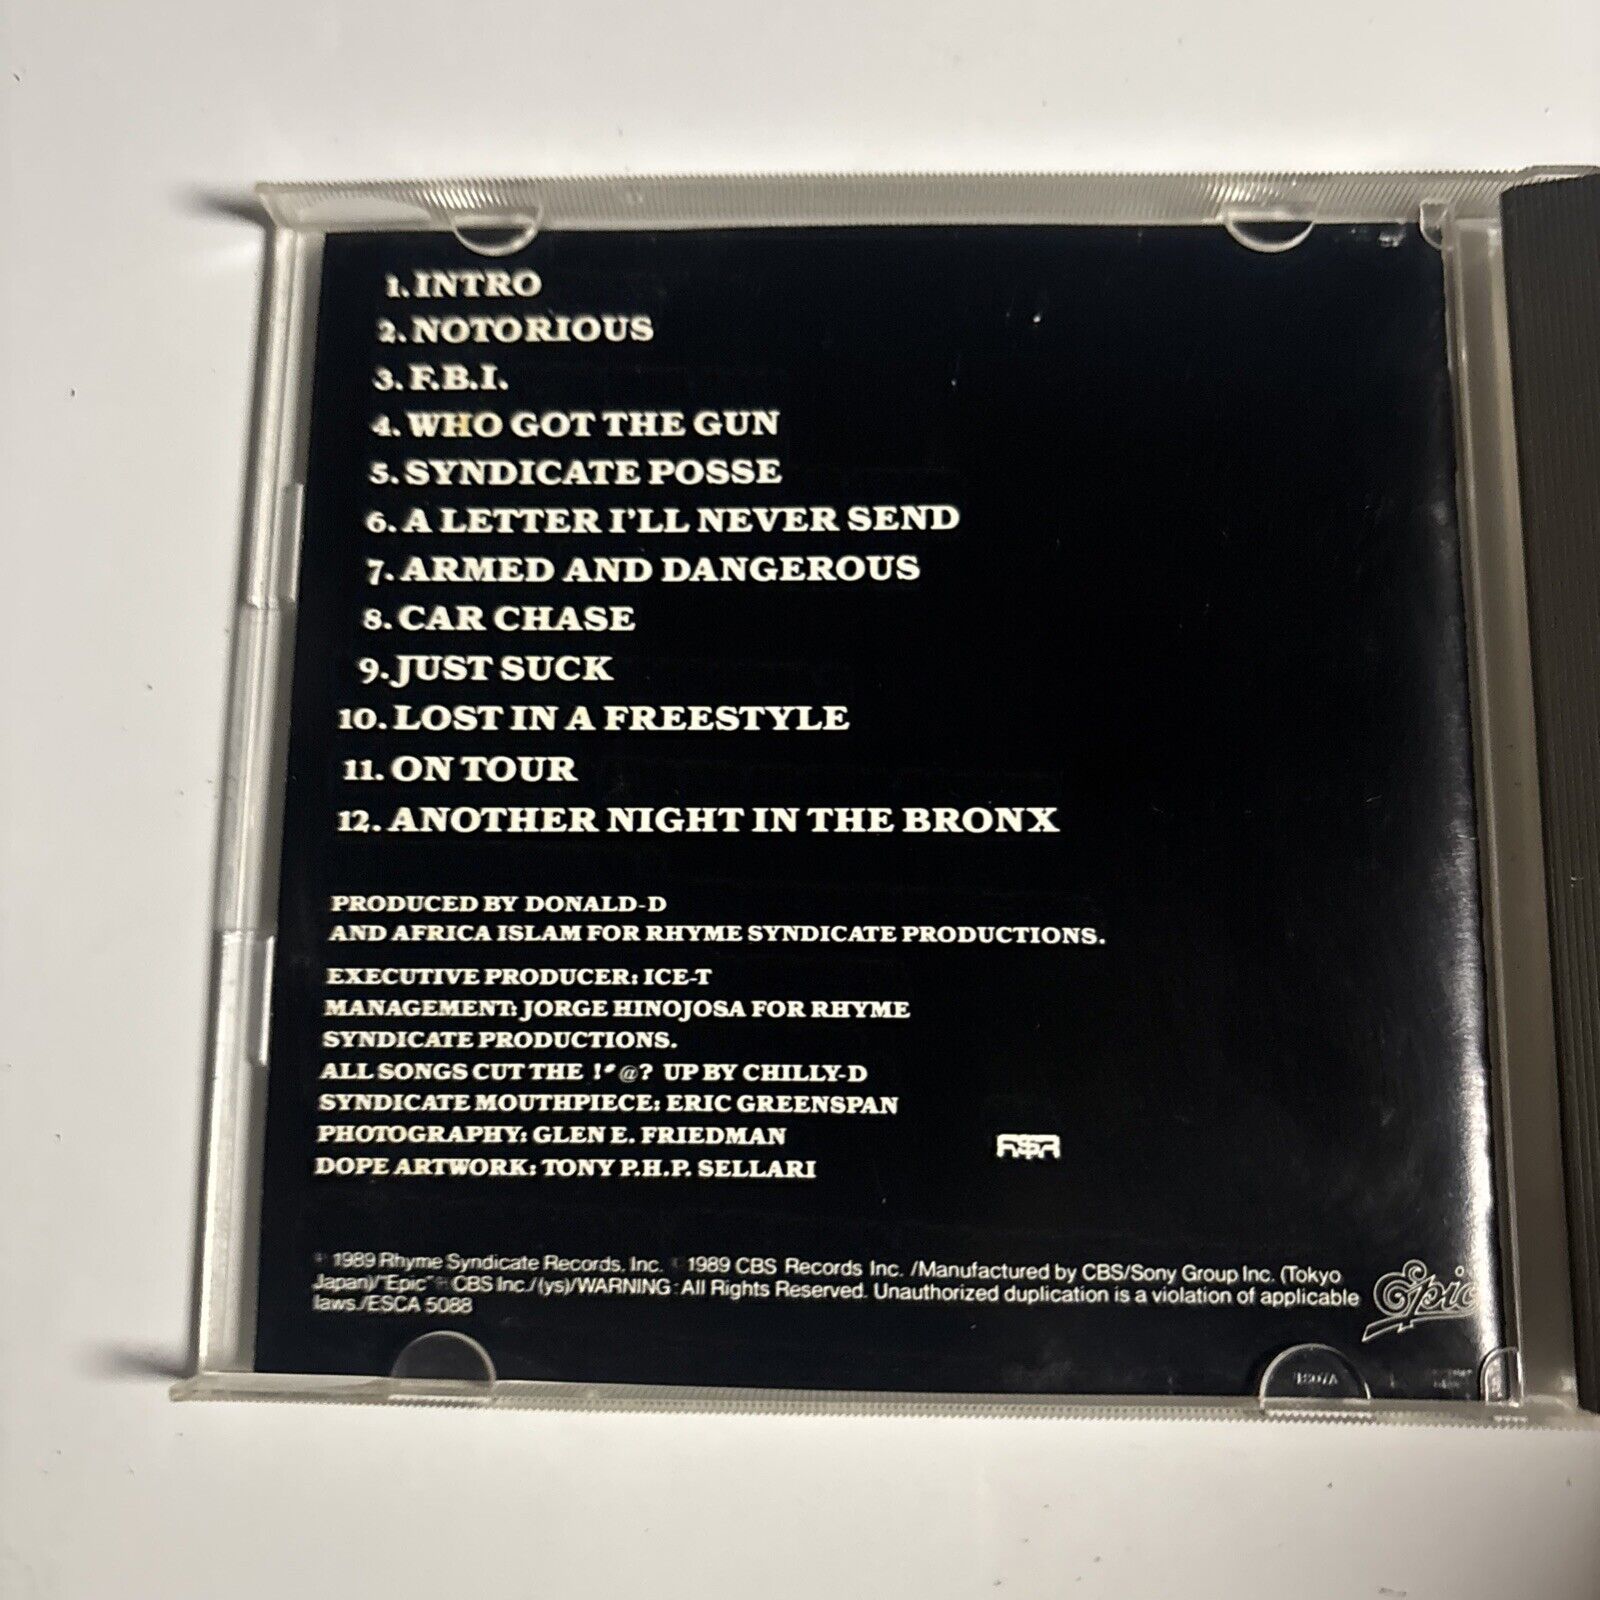 1. INTRO
2. NOTORIOUS
3. F.B.I.
4. WHO GOT THE GUN
5. SYNDICATE POSSE
6. A LETTER I'LL NEVER SEND
7. ARMED AND DANGEROUS
8. CAR CHASE
9. JUST SUCK
10. LOST IN A FREESTYLE
11. ON TOUR
12. ANOTHER NIGHT IN THE BRONX
PRODUCED BY DONALD-D
AND AFRICA ISLAM FOR RHYME SYNDICATE PRODUCTIONS.
EXECUTIVE PRODUCER: ICE-T
MANAGEMENT: JORGE HINOJOSA FOR RHYME
SYNDICATE PRODUCTIONS.
ALL SONGS CUT THE !*@? UP BY CHILLY-D
SYNDICATE MOUTHPIECE: ERIC GREENSPAN
PHOTOGRAPHY: GLEN E. FRIEDMAN
DOPE ARTWORK: TONY P.H.P. SELLARI
1989 Rhyme Syndicate Records, Inc. 1989 CBS Records Inc. /Manufactured by CBS/Sony Group Inc. (Tokyo
Japan)/"Epic" CBS Inc./(ys)/WARNING: All Rights Reserved. Unauthorized duplication is a violation of applicable
laws./ESCA 5088
Epic